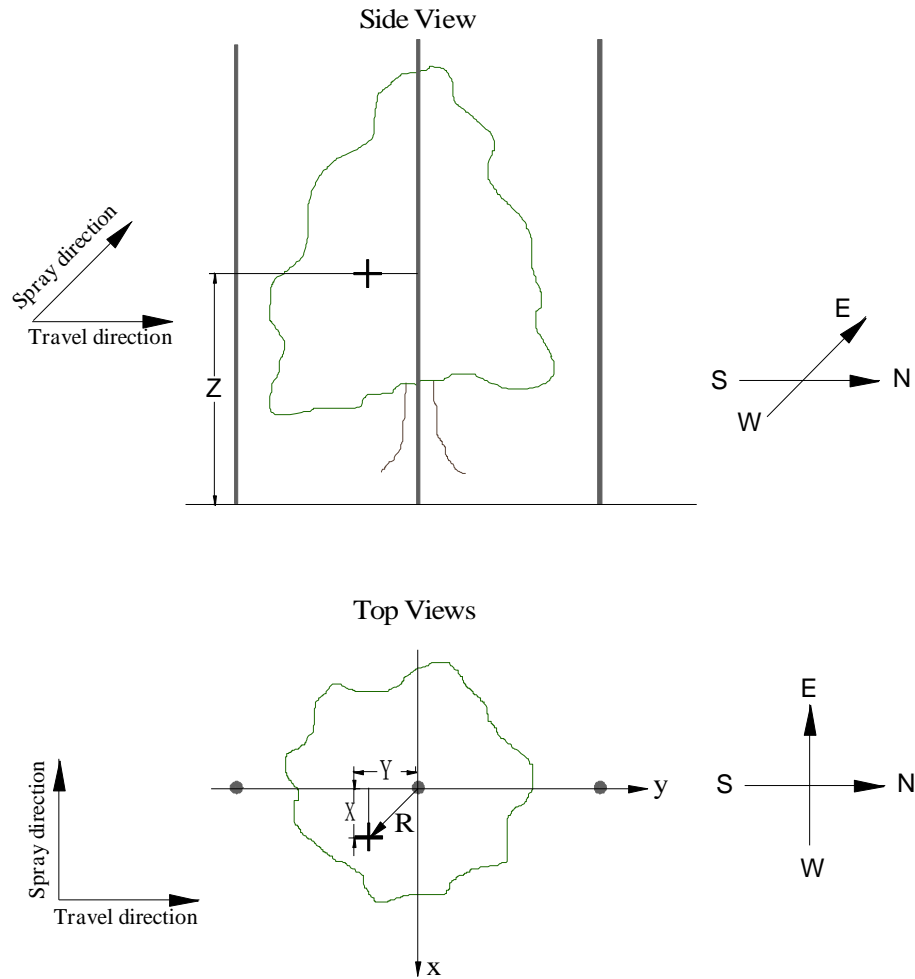 Side View
Spray direction
Travel direction
Z
E
S
N
W
Top Views
E
S
N
W
Y
X
R
y
x
Spray direction
Travel direction